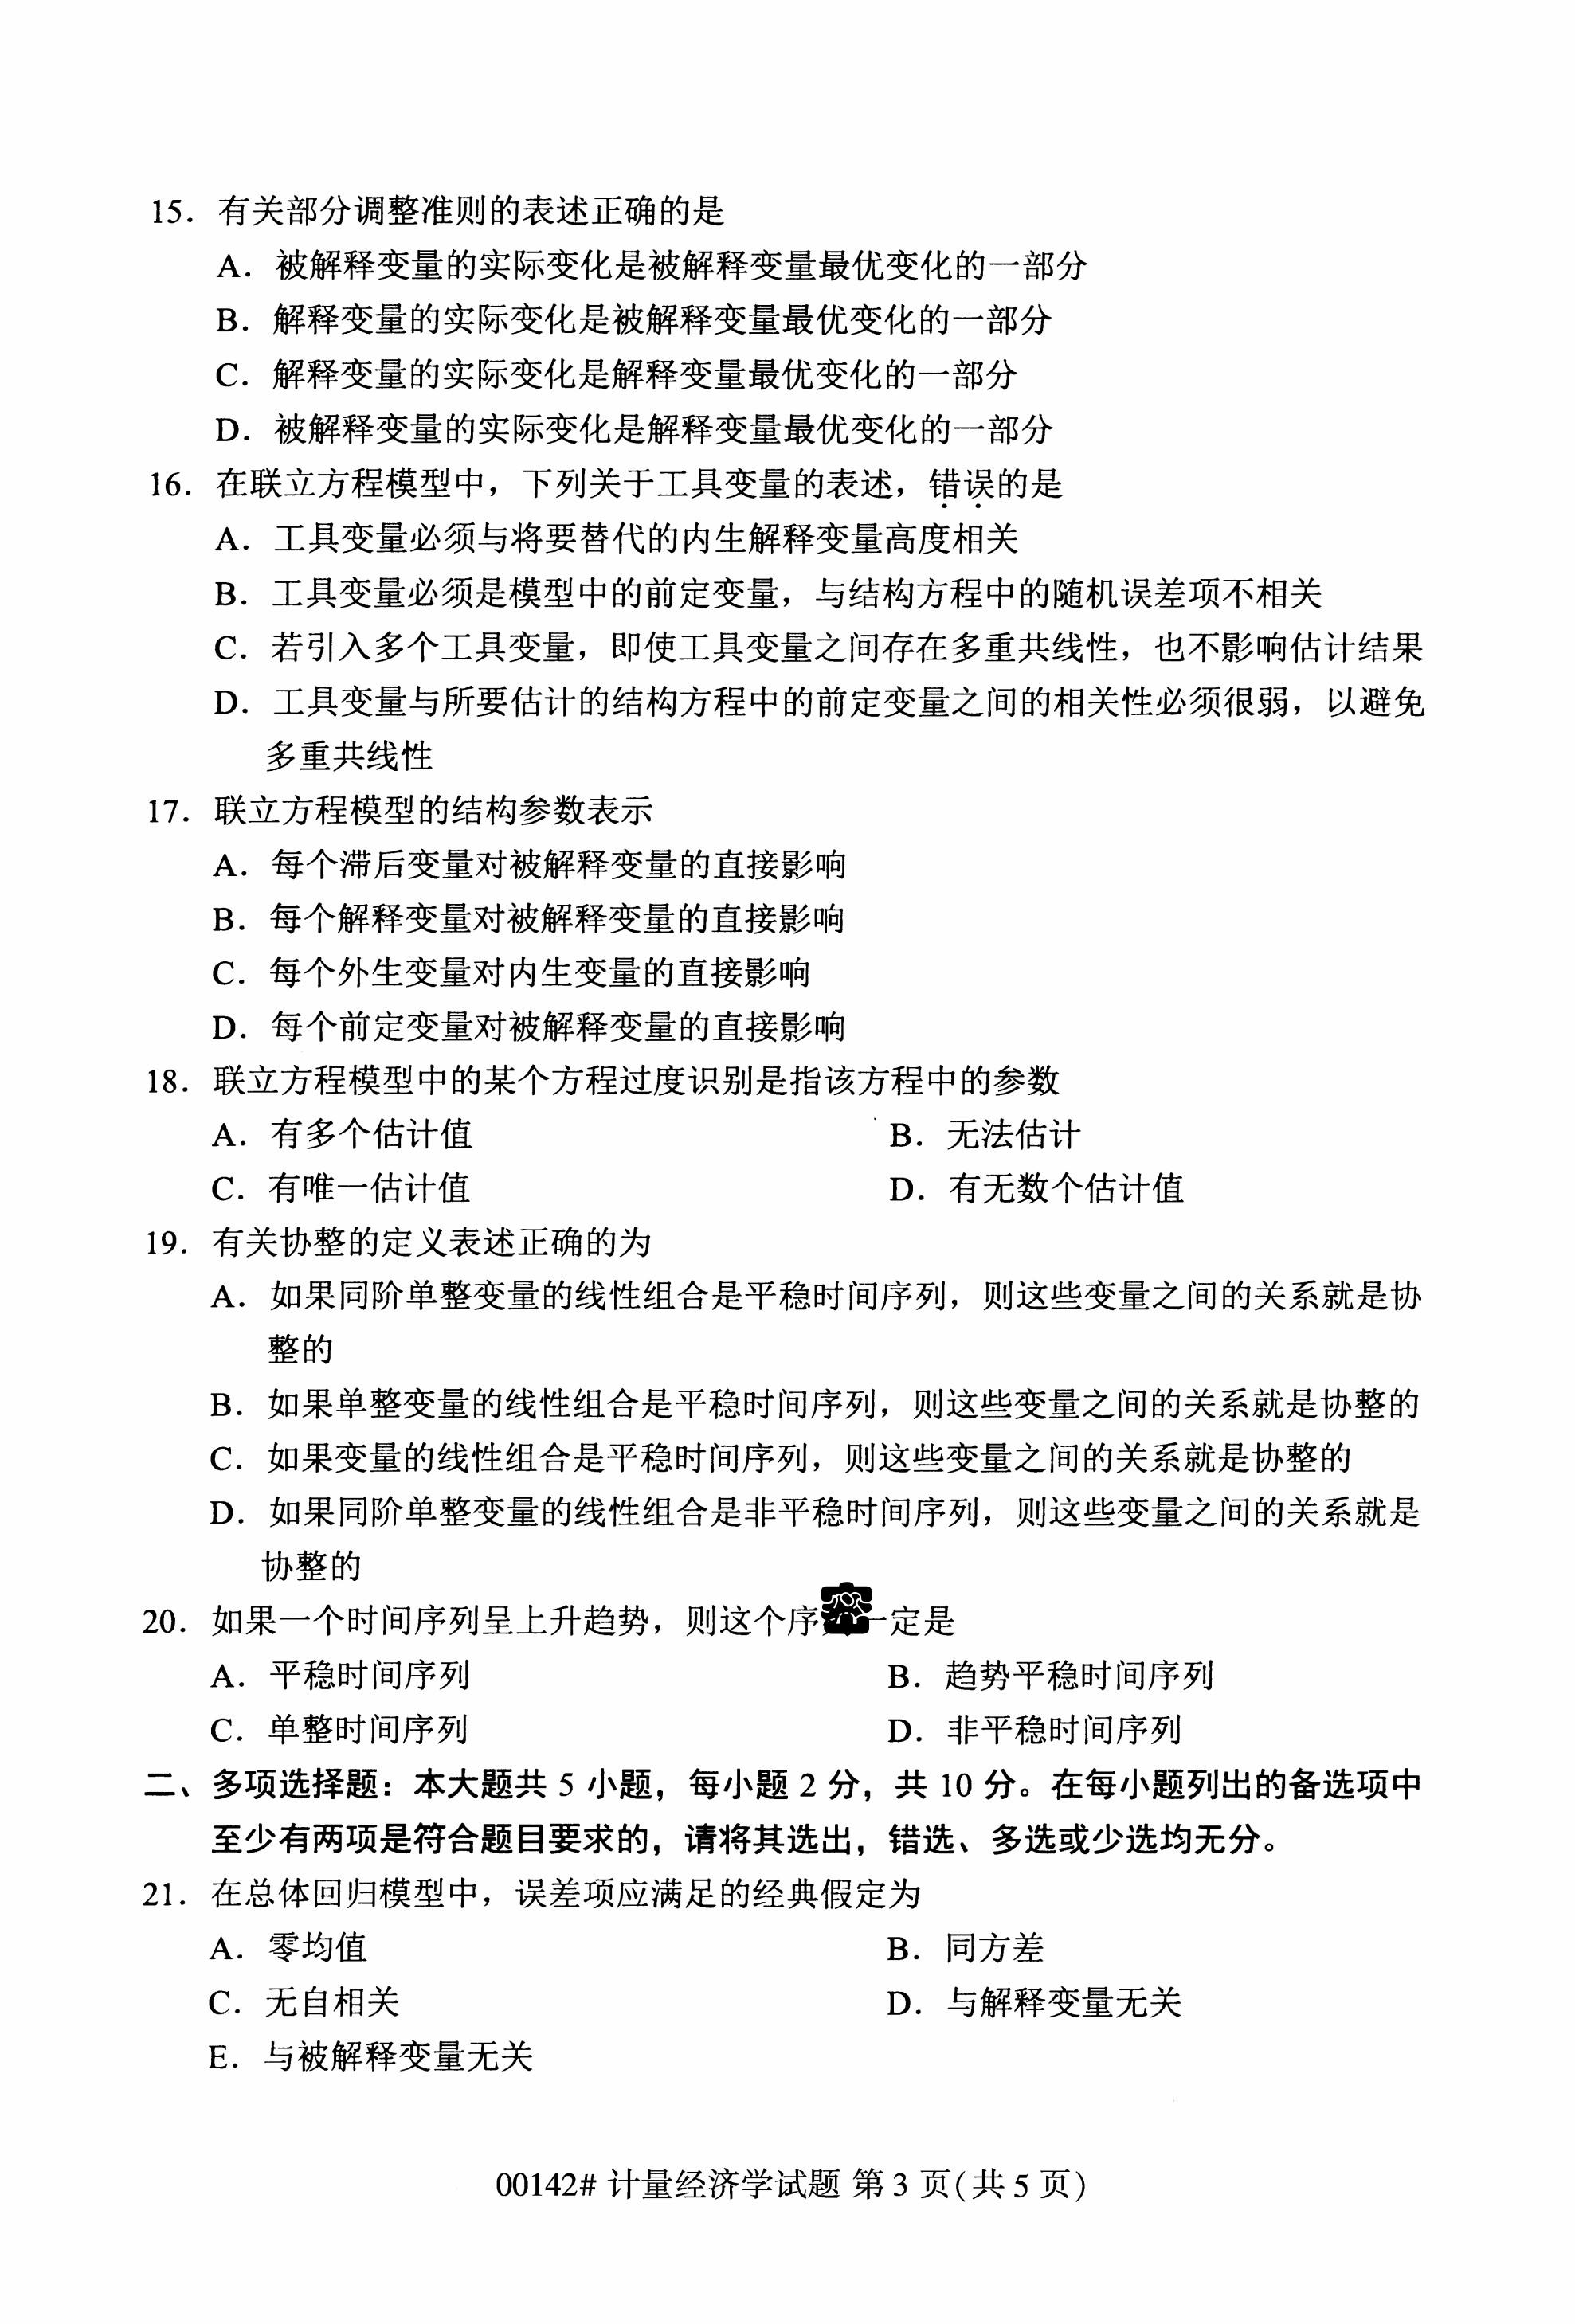 15. 有关部分调整准则的表述正确的是
A. 被解释变量的实际变化是被解释变量最优变化的一部分
B. 解释变量的实际变化是被解释变量最优变化的一部分
C. 解释变量的实际变化是解释变量最优变化的一部分
D. 被解释变量的实际变化是解释变量最优变化的一部分
16. 在联立方程模型中，下列关于工具变量的表述，错误的是
A. 工具变量必须与将要替代的内生解释变量高度相关
B. 工具变量必须是模型中的前定变量，与结构方程中的随机误差项不相关
C. 若引入多个工具变量，即使工具变量之间存在多重共线性，也不影响估计结果
D. 工具变量与所要估计的结构方程中的前定变量之间的相关性必须很弱，以避免
多重共线性
17. 联立方程模型的结构参数表示
A. 每个滞后变量对被解释变量的直接影响
B. 每个解释变量对被解释变量的直接影响
C. 每个外生变量对内生变量的直接影响
D. 每个前定变量对被解释变量的直接影响
18. 联立方程模型中的某个方程过度识别是指该方程中的参数
A. 有多个估计值 B. 无法估计
C. 有唯一估计值 D. 有无数个估计值
19. 有关协整的定义表述正确的为
A. 如果同阶单整变量的线性组合是平稳时间序列，则这些变量之间的关系就是协
整的
B. 如果单整变量的线性组合是平稳时间序列，则这些变量之间的关系就是协整的
C. 如果变量的线性组合是平稳时间序列，则这些变量之间的关系就是协整的
D. 如果同阶单整变量的线性组合是非平稳时间序列，则这些变量之间的关系就是
协整的
20. 如果一个时间序列呈上升趋势，则这个序一定是
A. 平稳时间序列 B. 趋势平稳时间序列
C. 单整时间序列 D. 非平稳时间序列
二、多项选择题：本大题共 5 小题，每小题 2 分，共 10 分。在每小题列出的备选项中
至少有两项是符合题目要求的，请将其选出，错选、多选或少选均无分。
21. 在总体回归模型中，误差项应满足的经典假定为
A. 零均值 B. 同方差
C. 无自相关 D. 与解释变量无关
E. 与被解释变量无关
00142# 计量经济学试题 第 3 页(共 5 页)